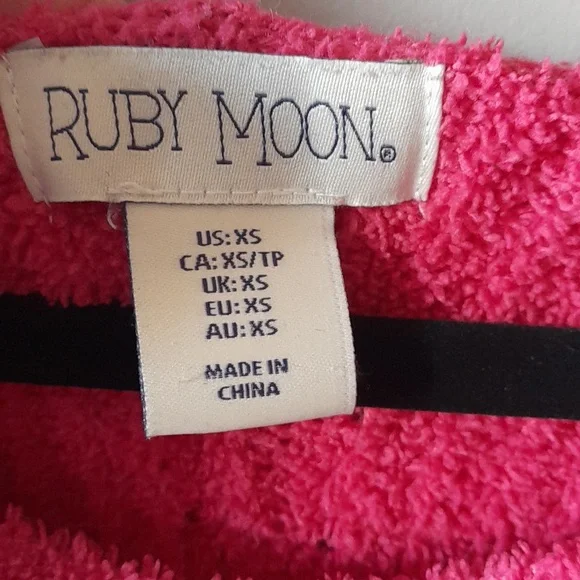 RUBY MOON®
US: XS
CA: XS/TP
UK: XS
EU: XS
AU: XS
MADE IN
CHINA